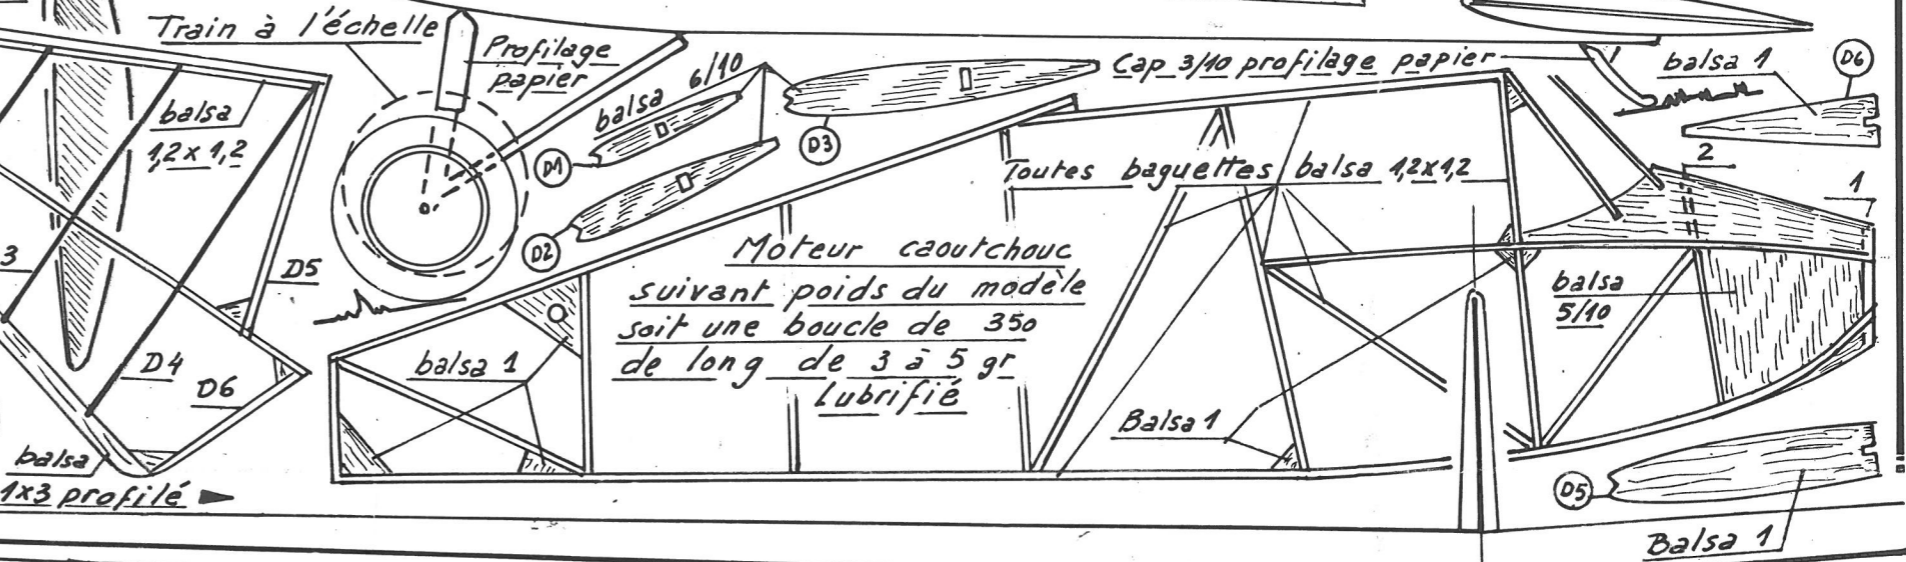 Train à l'échelle
Profilage
papier
balsa 6/10
D1
D2
D3
Cap 3/10 profilage papier
balsa 1
D6
balsa
1,2 x 1,2
Toutes baguettes balsa 1,2x1,2
2
1
3
D5
Moteur caoutchouc
suivant poids du modèle
soit une boucle de 350
de long de 3 à 5 gr
Lubrifié
balsa
5/10
D4
D6
balsa 1
Balsa 1
balsa
1x3 profilé
D5
Balsa 1